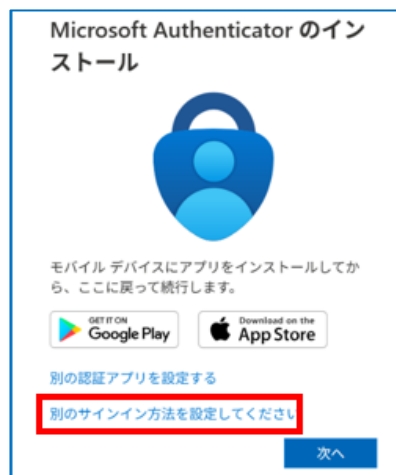 Microsoft Authenticator のイン
ストール
モバイル デバイスにアプリをインストールしてか
ら、ここに戻って続行します。
GET IT ON
Google Play
Download on the
App Store
別の認証アプリを設定する
別のサインイン方法を設定してください
次へ